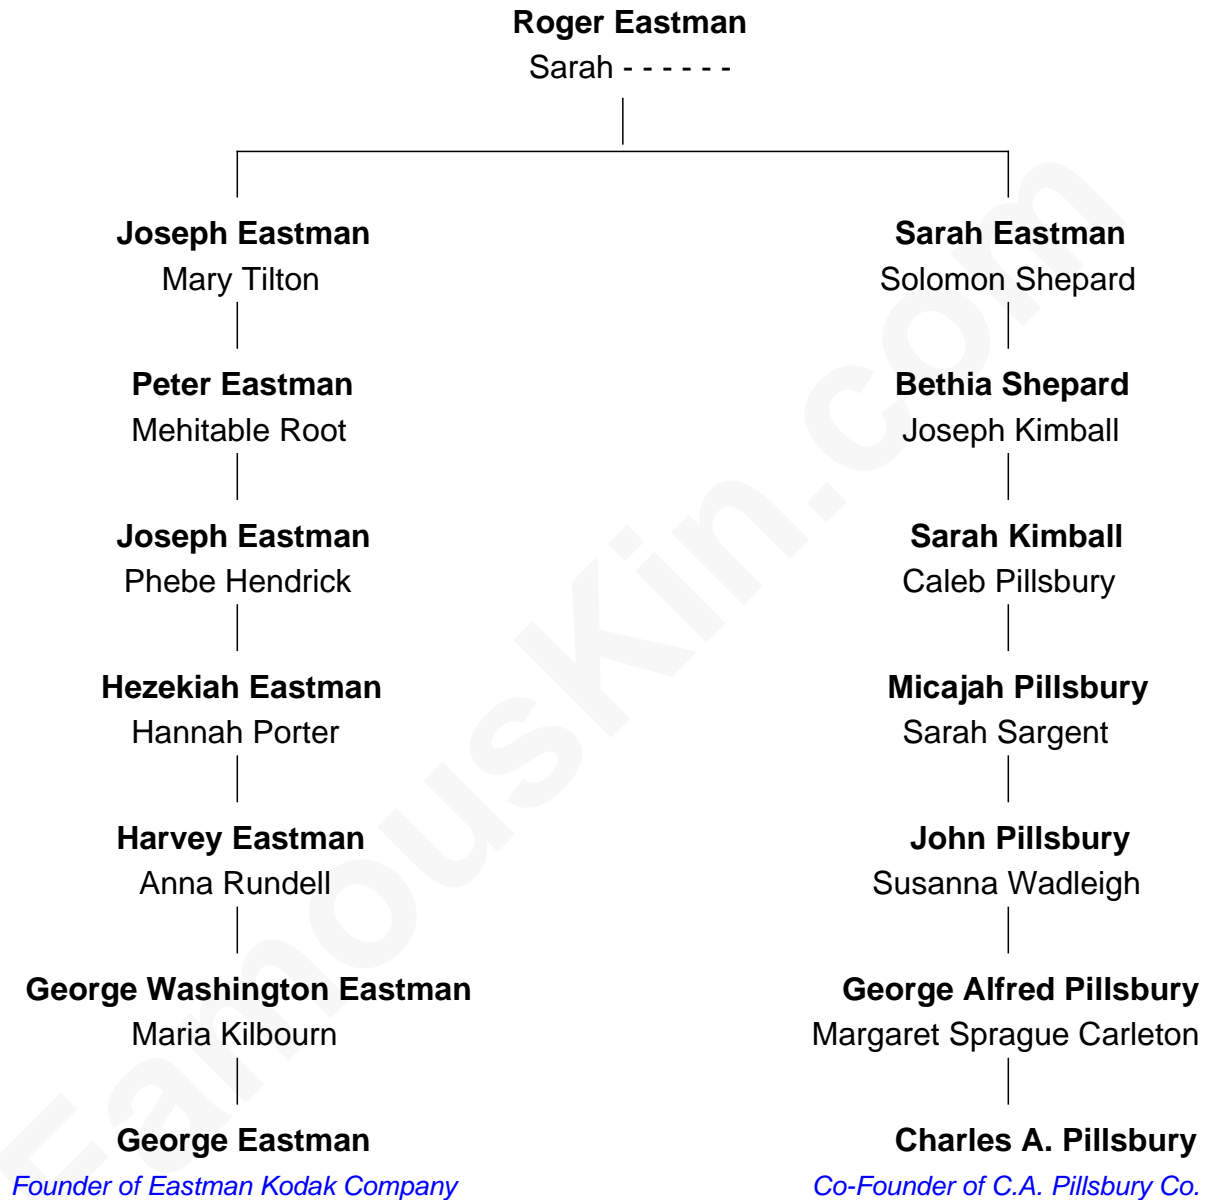 Roger Eastman
Sarah - - - - - -
Joseph Eastman
Mary Tilton
Sarah Eastman
Solomon Shepard
Peter Eastman
Mehitable Root
Bethia Shepard
Joseph Kimball
Joseph Eastman
Phebe Hendrick
Sarah Kimball
Caleb Pillsbury
Hezekiah Eastman
Hannah Porter
Micajah Pillsbury
Sarah Sargent
Harvey Eastman
Anna Rundell
John Pillsbury
Susanna Wadleigh
George Washington Eastman
Maria Kilbourn
George Alfred Pillsbury
Margaret Sprague Carleton
George Eastman
Founder of Eastman Kodak Company
Charles A. Pillsbury
Co-Founder of C.A. Pillsbury Co.
FamousKin.com